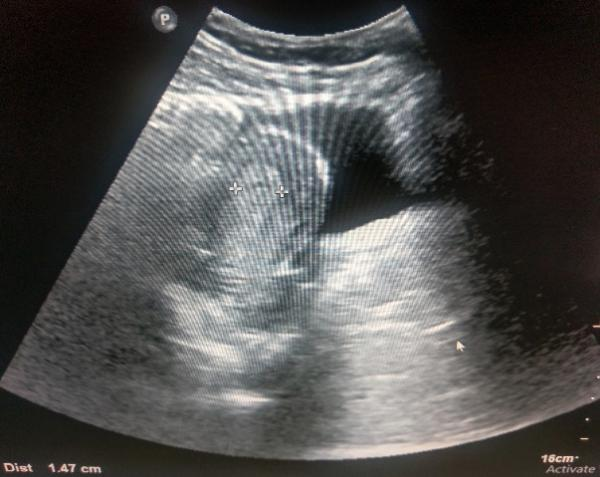 P
Dist 1.47 cm
16cm
Activate